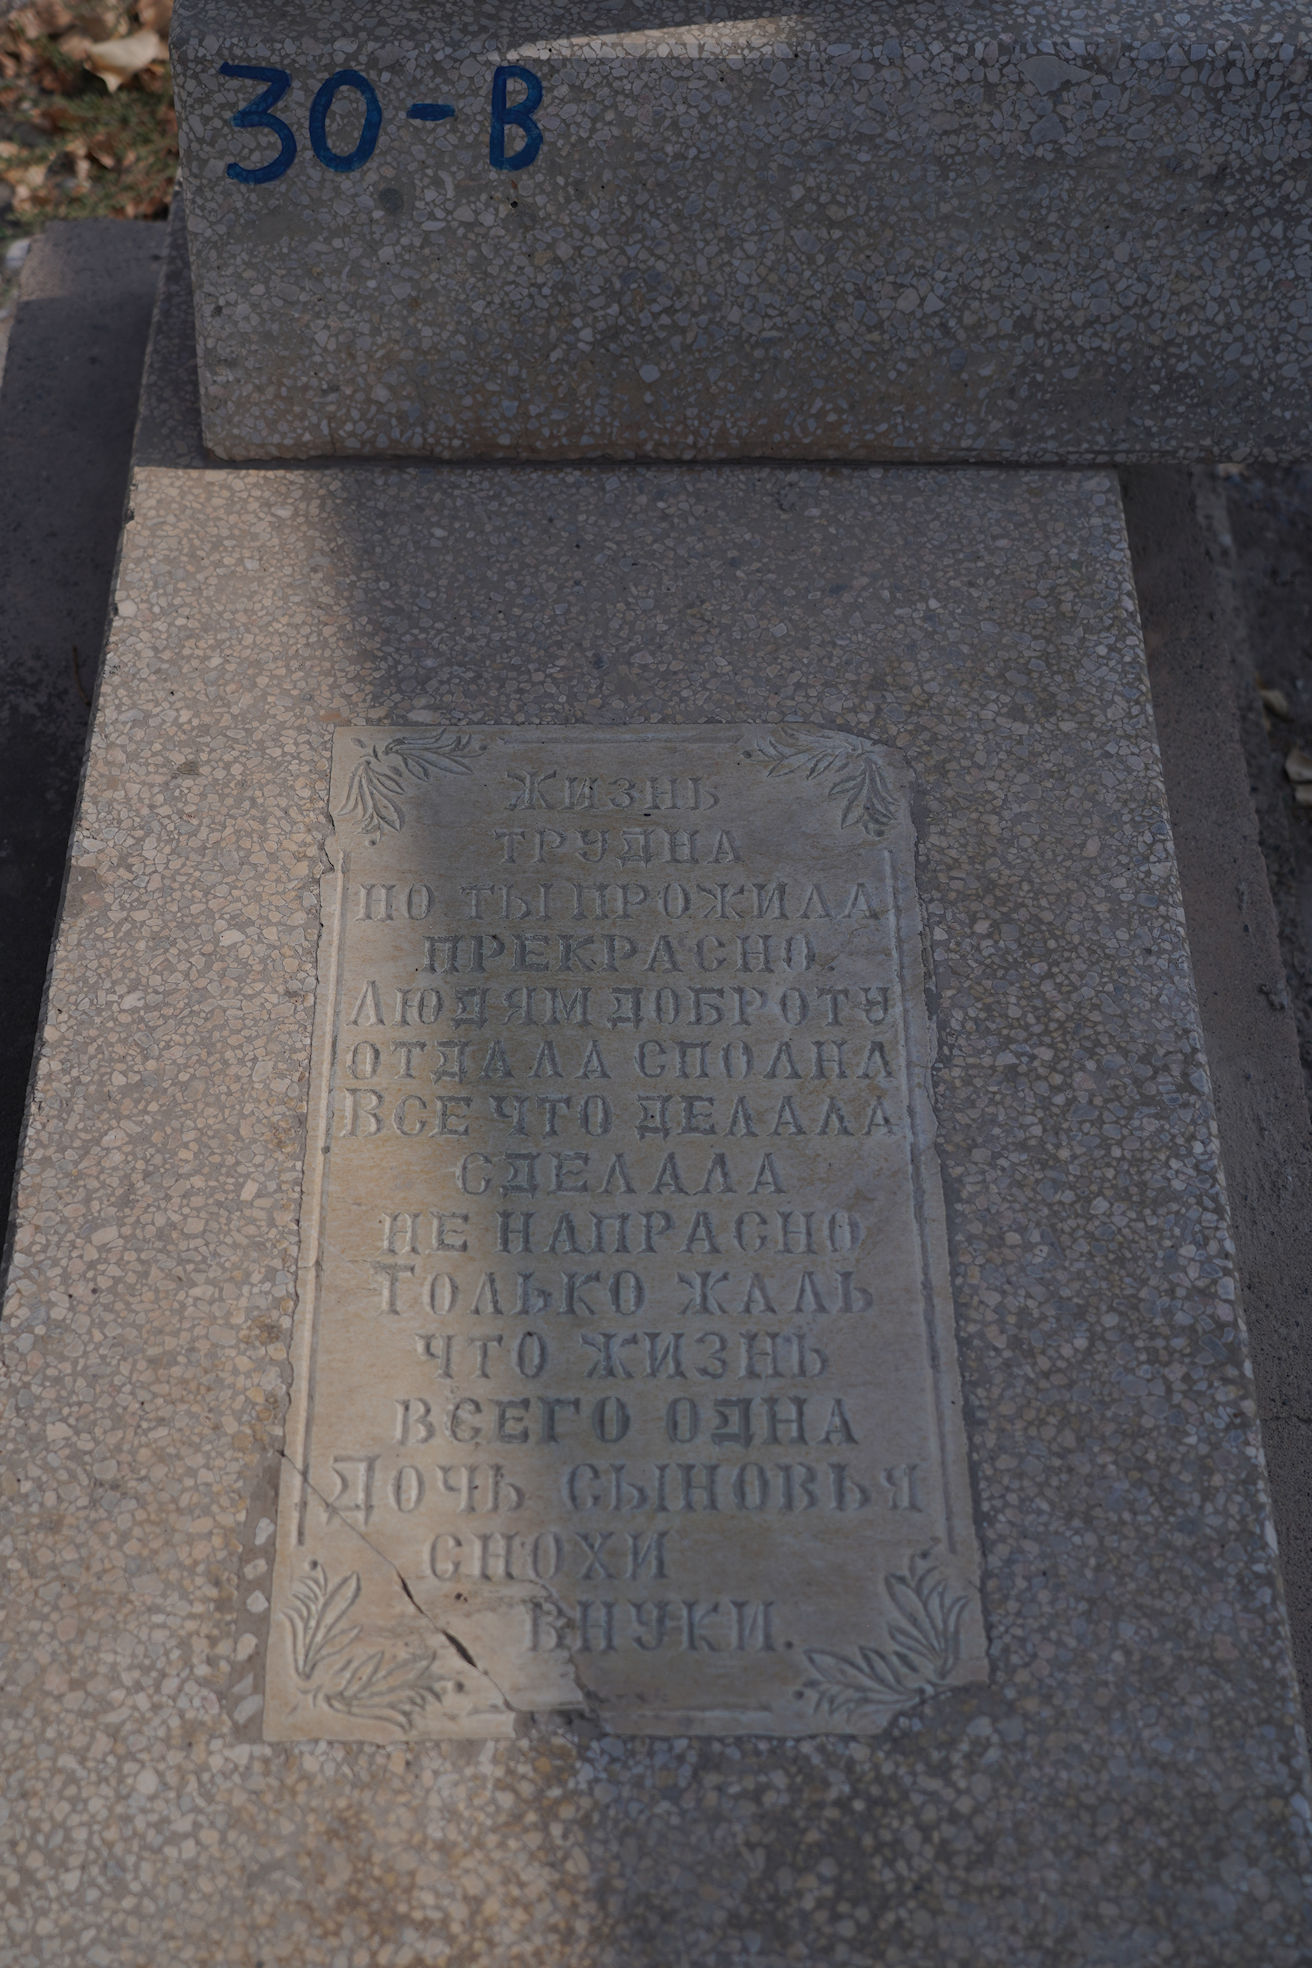 30-В
ЖИЗНЬ
ТРУДНА
НО ТЫ ПРОЖИЛА
ПРЕКРАСНО.
ЛЮДЯМ ДОБРОТУ
ОТДАЛА СПОЛНА
ВСЕ ЧТО ДЕЛАЛА
СДЕЛАЛА
НЕ НАПРАСНО
ТОЛЬКО ЖАЛЬ
ЧТО ЖИЗНЬ
ВСЕГО ОДНА
ДОЧЬ СЫНОВЬЯ
СНОХИ
ВНУКИ.